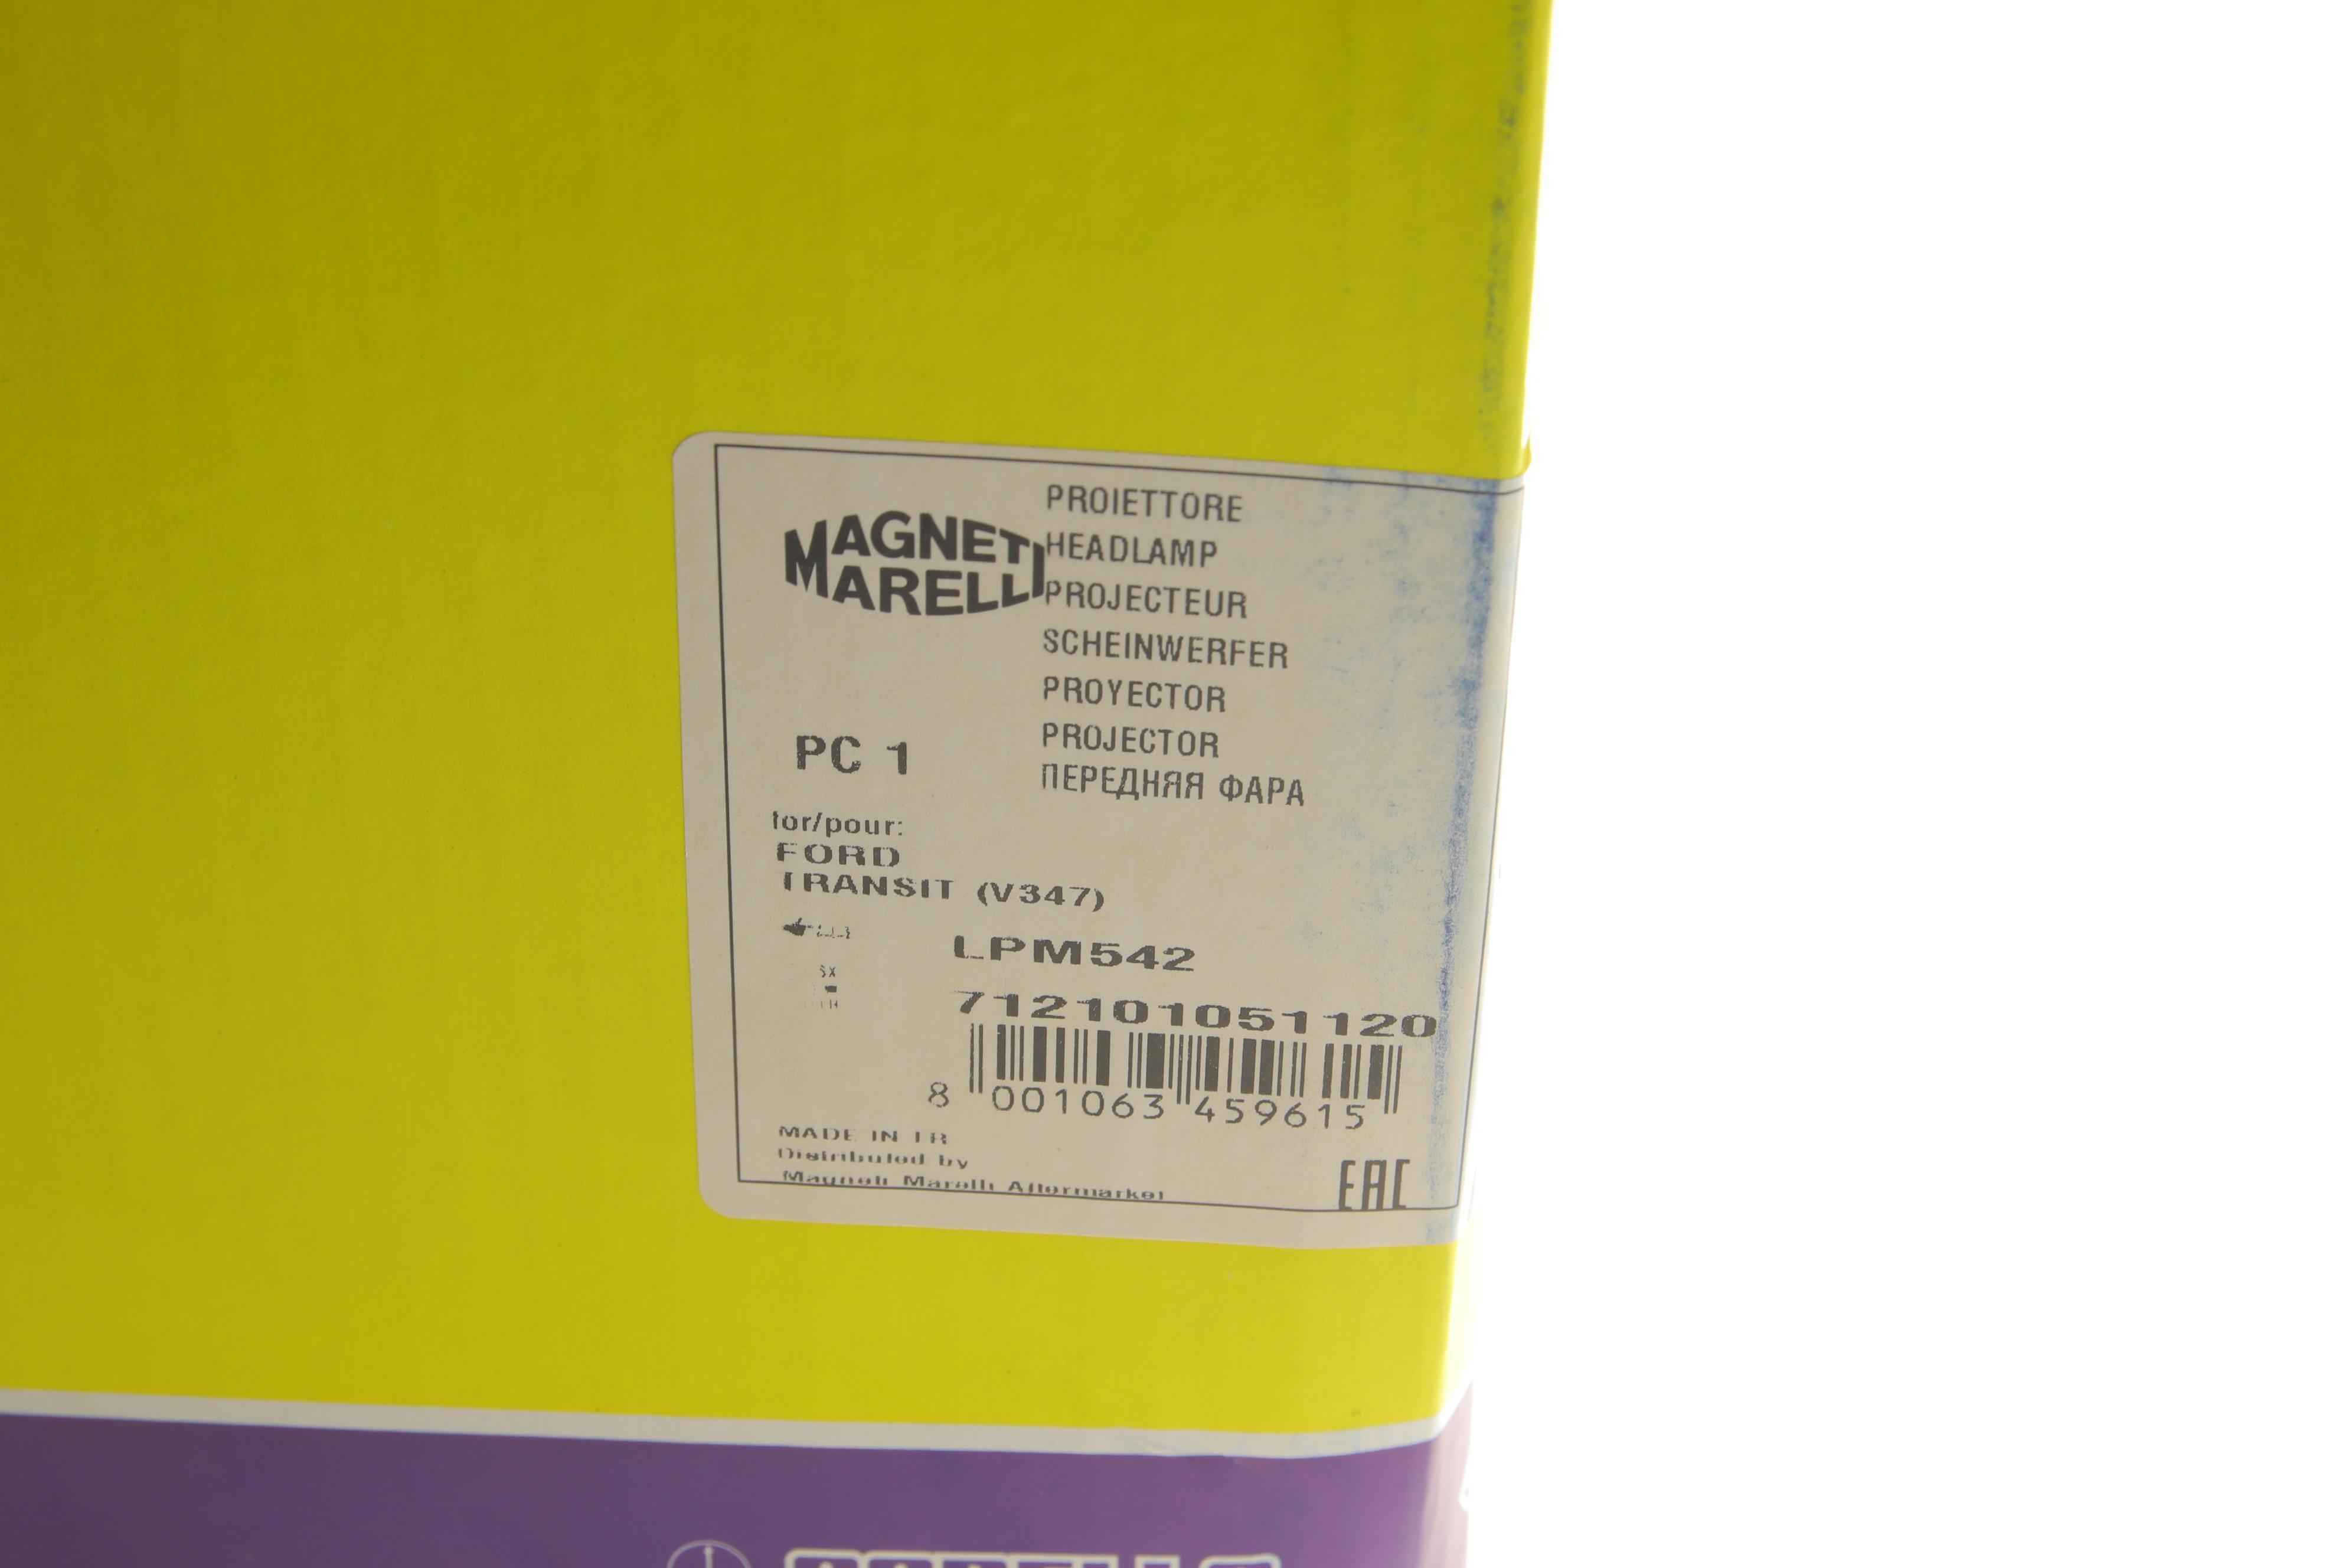 MAGNETI
MARELLI
PROIETTORE
HEADLAMP
PROJECTEUR
SCHEINWERFER
PROYECTOR
PROJECTOR
ПЕРЕДНЯЯ ФАРА
PC 1
for/pour:
FORD
TRANSIT (V347)
SX
LPM542
712101051120
8 001063 459615
MADE IN TR
Distributed by
Magneti Marelli Aftermarket
EAC